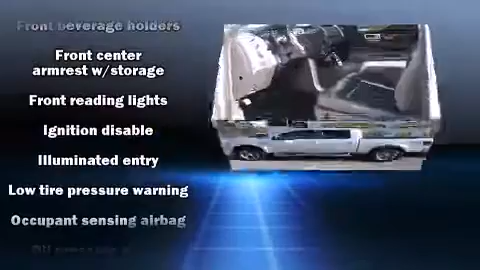 Front beverage holders
Front center
armrest w/storage
Front reading lights
Ignition disable
Illuminated entry
Low tire pressure warning
Occupant sensing airbag